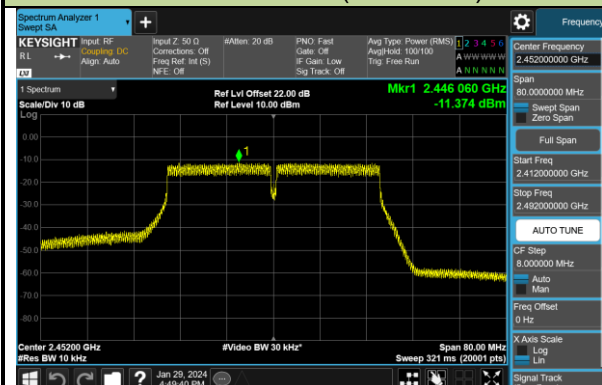 Spectrum Analyzer 1
Swept SA
+
Frequency
KEYSIGHT
RL
LXI
Input: RF
Coupling: DC
Align: Auto
Input Z: 50 Ω
Corrections: Off
Freq Ref: Int (S)
NFE: Off
#Atten: 20 dB
PNO: Fast
Gate: Off
IF Gain: Low
Sig Track: Off
Avg Type: Power (RMS)
Avg|Hold: 100/100
Trig: Free Run
1 2 3 4 5 6
A W W W W W
A N N N N N
1 Spectrum
Scale/Div 10 dB
Log
Ref Lvl Offset 22.00 dB
Ref Level 10.00 dBm
Mkr1 2.446 060 GHz
-11.374 dBm
1
0.00
-10.0
-20.0
-30.0
-40.0
-50.0
-60.0
-70.0
-80.0
Center 2.45200 GHz
#Res BW 10 kHz
#Video BW 30 kHz*
Span 80.00 MHz
Sweep 321 ms (20001 pts)
Center Frequency
2.452000000 GHz
Span
80.0000000 MHz
Swept Span
Zero Span
Full Span
Start Freq
2.412000000 GHz
Stop Freq
2.492000000 GHz
AUTO TUNE
CF Step
8.000000 MHz
Auto
Man
Freq Offset
0 Hz
X Axis Scale
Log
Lin
Signal Track
?
Jan 29, 2024
4:49:40 PM